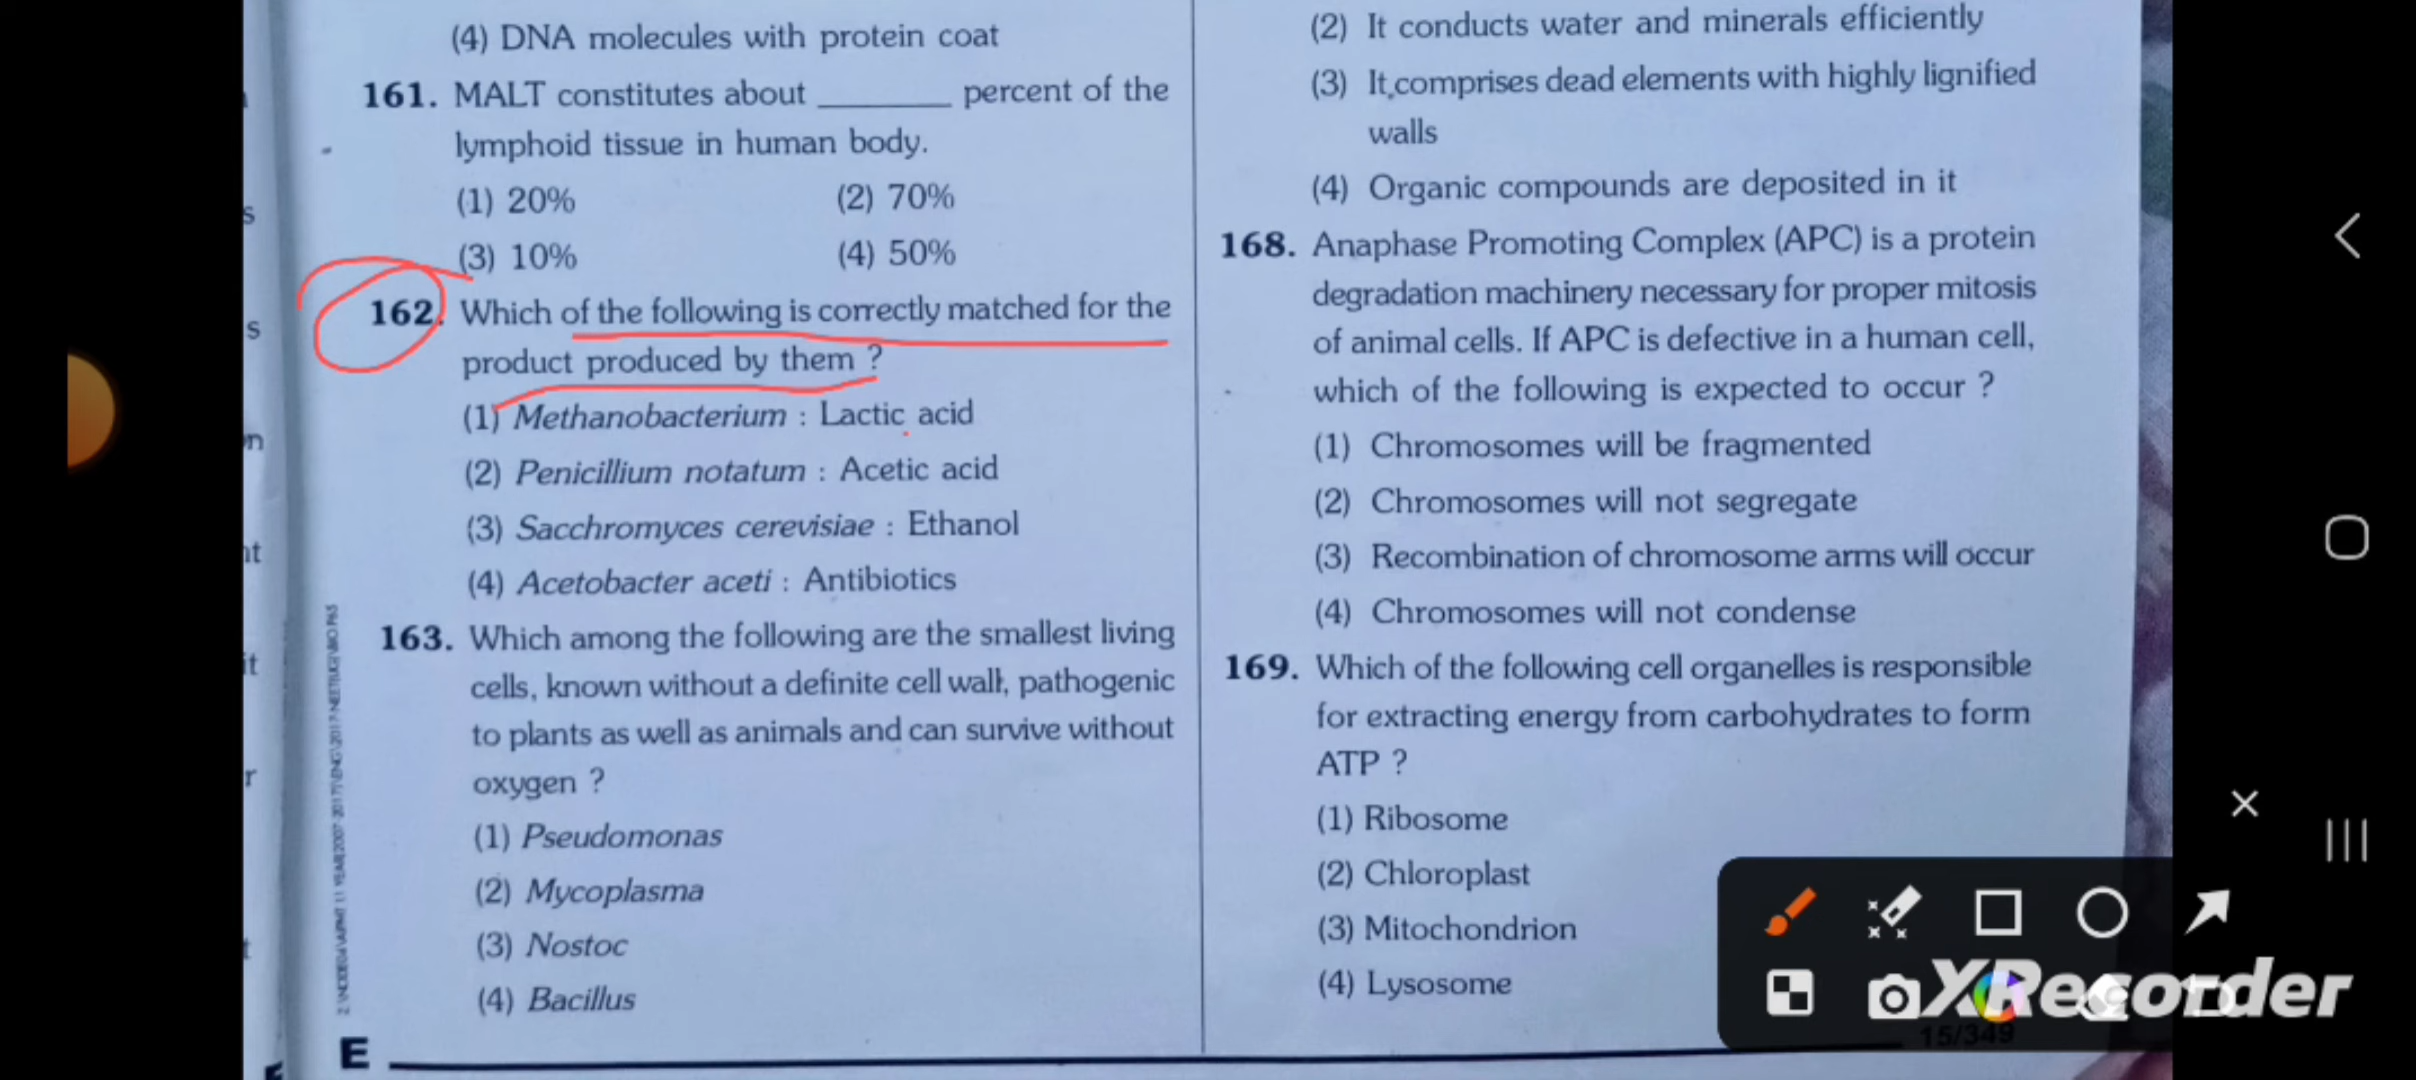 (4) DNA molecules with protein coat
161. MALT constitutes about ________ percent of the
lymphoid tissue in human body.
(1) 20% (2) 70%
(3) 10% (4) 50%
162. Which of the following is correctly matched for the
product produced by them ?
(1) Methanobacterium : Lactic acid
(2) Penicillium notatum : Acetic acid
(3) Sacchromyces cerevisiae : Ethanol
(4) Acetobacter aceti : Antibiotics
163. Which among the following are the smallest living
cells, known without a definite cell wall, pathogenic
to plants as well as animals and can survive without
oxygen ?
(1) Pseudomonas
(2) Mycoplasma
(3) Nostoc
(4) Bacillus
E
(2) It conducts water and minerals efficiently
(3) It comprises dead elements with highly lignified
walls
(4) Organic compounds are deposited in it
168. Anaphase Promoting Complex (APC) is a protein
degradation machinery necessary for proper mitosis
of animal cells. If APC is defective in a human cell,
which of the following is expected to occur ?
(1) Chromosomes will be fragmented
(2) Chromosomes will not segregate
(3) Recombination of chromosome arms will occur
(4) Chromosomes will not condense
169. Which of the following cell organelles is responsible
for extracting energy from carbohydrates to form
ATP ?
(1) Ribosome
(2) Chloroplast
(3) Mitochondrion
(4) Lysosome
XRecorder
15/349